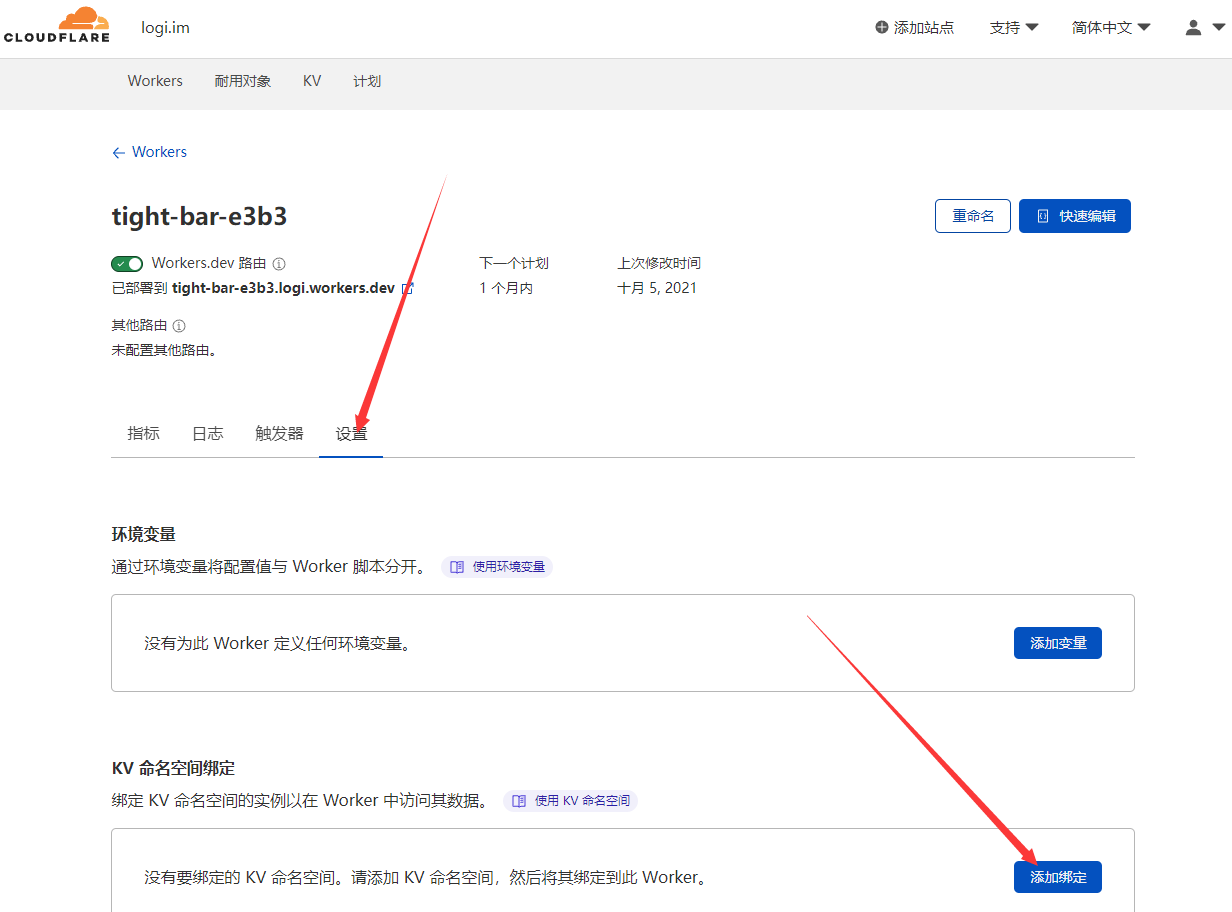 CLOUDFLARE logi.im 添加站点 支持 简体中文
Workers 耐用对象 KV 计划
← Workers
tight-bar-e3b3 重命名 快速编辑
Workers.dev 路由 下一个计划 上次修改时间
已部署到 tight-bar-e3b3.logi.workers.dev 1 个月内 十月 5, 2021
其他路由
未配置其他路由。
指标 日志 触发器 设置
环境变量
通过环境变量将配置值与 Worker 脚本分开。 使用环境变量
没有为此 Worker 定义任何环境变量。 添加变量
KV 命名空间绑定
绑定 KV 命名空间的实例以在 Worker 中访问其数据。 使用 KV 命名空间
没有要绑定的 KV 命名空间。请添加 KV 命名空间，然后将其绑定到此 Worker。 添加绑定